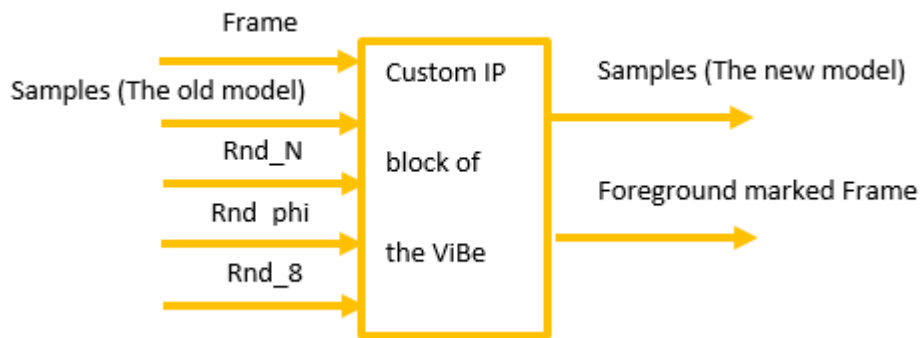 Frame
Samples (The old model)
Rnd_N
Rnd phi
Rnd_8
Custom IP
block of
the ViBe
Samples (The new model)
Foreground marked Frame